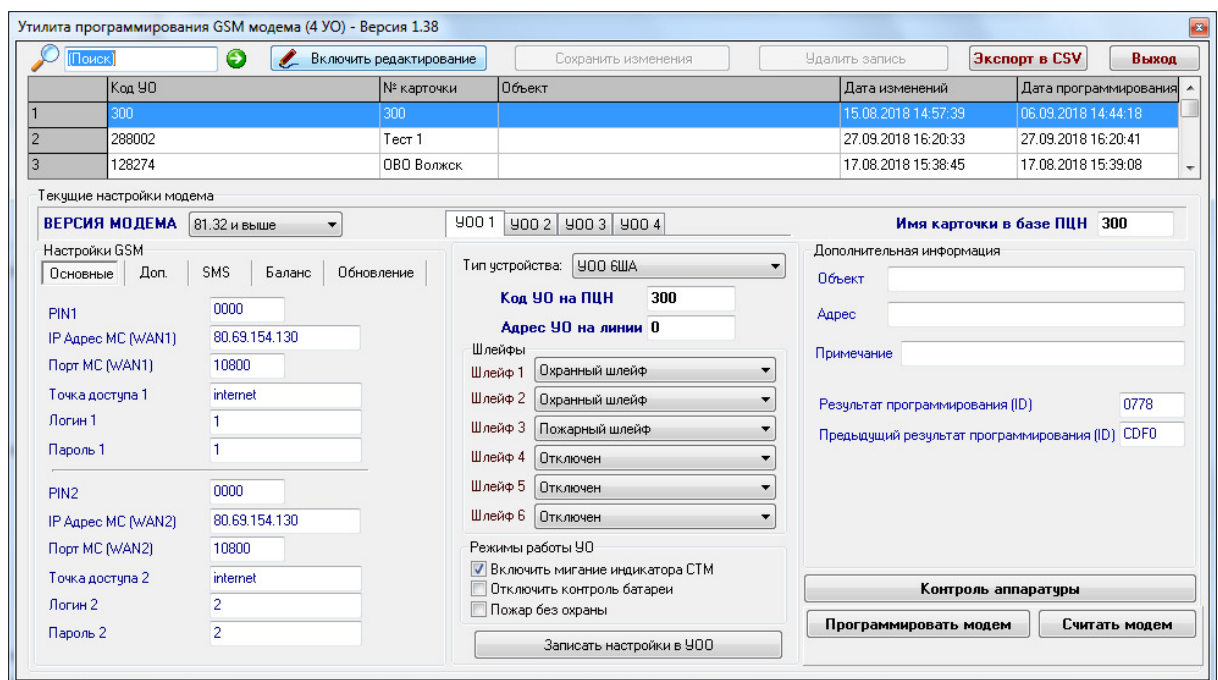 Утилита программирования GSM модема (4 УО) - Версия 1.38
[Поиск] Включить редактирование Сохранить изменения Удалить запись Экспорт в CSV Выход
Код УО № карточки Объект Дата изменений Дата программирования
1 300 300 15.08.2018 14:57:39 06.09.2018 14:44:18
2 288002 Тест 1 27.09.2018 16:20:33 27.09.2018 16:20:41
3 128274 ОВО Волжск 17.08.2018 15:38:45 17.08.2018 15:39:08
Текущие настройки модема
ВЕРСИЯ МОДЕМА 81.32 и выше УОО 1 УОО 2 УОО 3 УОО 4 Имя карточки в базе ПЦН 300
Настройки GSM
Основные Доп. SMS Баланс Обновление
PIN1 0000
IP Адрес МС (WAN1) 80.69.154.130
Порт МС (WAN1) 10800
Точка доступа 1 internet
Логин 1 1
Пароль 1 1
PIN2 0000
IP Адрес МС (WAN2) 80.69.154.130
Порт МС (WAN2) 10800
Точка доступа 2 internet
Логин 2 2
Пароль 2 2
Тип устройства: УОО 6ША
Код УО на ПЦН 300
Адрес УО на линии 0
Шлейфы
Шлейф 1 Охранный шлейф
Шлейф 2 Охранный шлейф
Шлейф 3 Пожарный шлейф
Шлейф 4 Отключен
Шлейф 5 Отключен
Шлейф 6 Отключен
Режимы работы УО
Включить мигание индикатора СТМ
Отключить контроль батареи
Пожар без охраны
Записать настройки в УОО
Дополнительная информация
Объект
Адрес
Примечание
Результат программирования (ID) 0778
Предыдущий результат программирования (ID) CDF0
Контроль аппаратуры
Программировать модем Считать модем